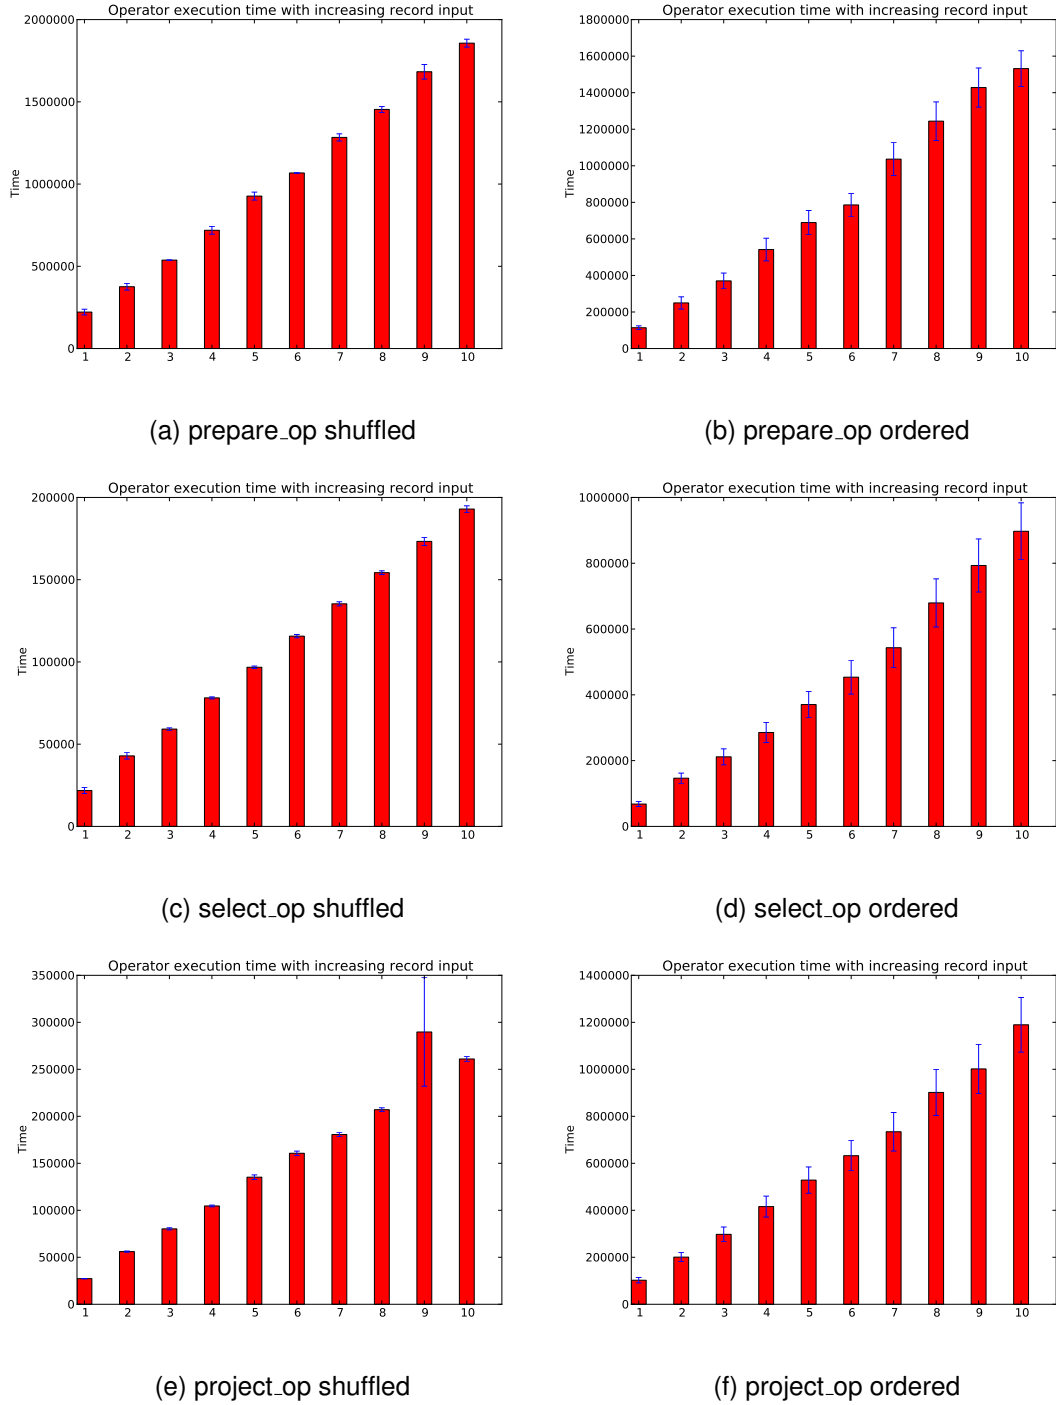 Operator execution time with increasing record input
2000000
1500000
1000000
500000
0
Time
1 2 3 4 5 6 7 8 9 10
(a) prepare_op shuffled
Operator execution time with increasing record input
1800000
1600000
1400000
1200000
1000000
800000
600000
400000
200000
0
Time
1 2 3 4 5 6 7 8 9 10
(b) prepare_op ordered
Operator execution time with increasing record input
200000
150000
100000
50000
0
Time
1 2 3 4 5 6 7 8 9 10
(c) select_op shuffled
Operator execution time with increasing record input
1000000
800000
600000
400000
200000
0
Time
1 2 3 4 5 6 7 8 9 10
(d) select_op ordered
Operator execution time with increasing record input
350000
300000
250000
200000
150000
100000
50000
0
Time
1 2 3 4 5 6 7 8 9 10
(e) project_op shuffled
Operator execution time with increasing record input
1400000
1200000
1000000
800000
600000
400000
200000
0
Time
1 2 3 4 5 6 7 8 9 10
(f) project_op ordered